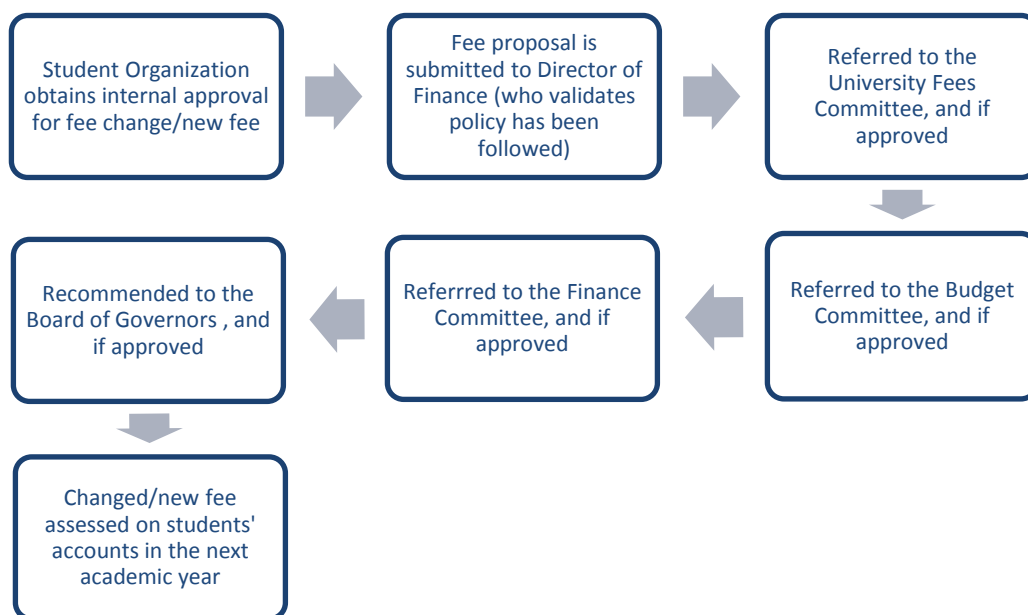 Student Organization
obtains internal approval
for fee change/new fee
Fee proposal is
submitted to Director of
Finance (who validates
policy has been
followed)
Referred to the
University Fees
Committee, and if
approved
Referred to the Budget
Committee, and if
approved
Referrred to the Finance
Committee, and if
approved
Recommended to the
Board of Governors , and
if approved
Changed/new fee
assessed on students'
accounts in the next
academic year